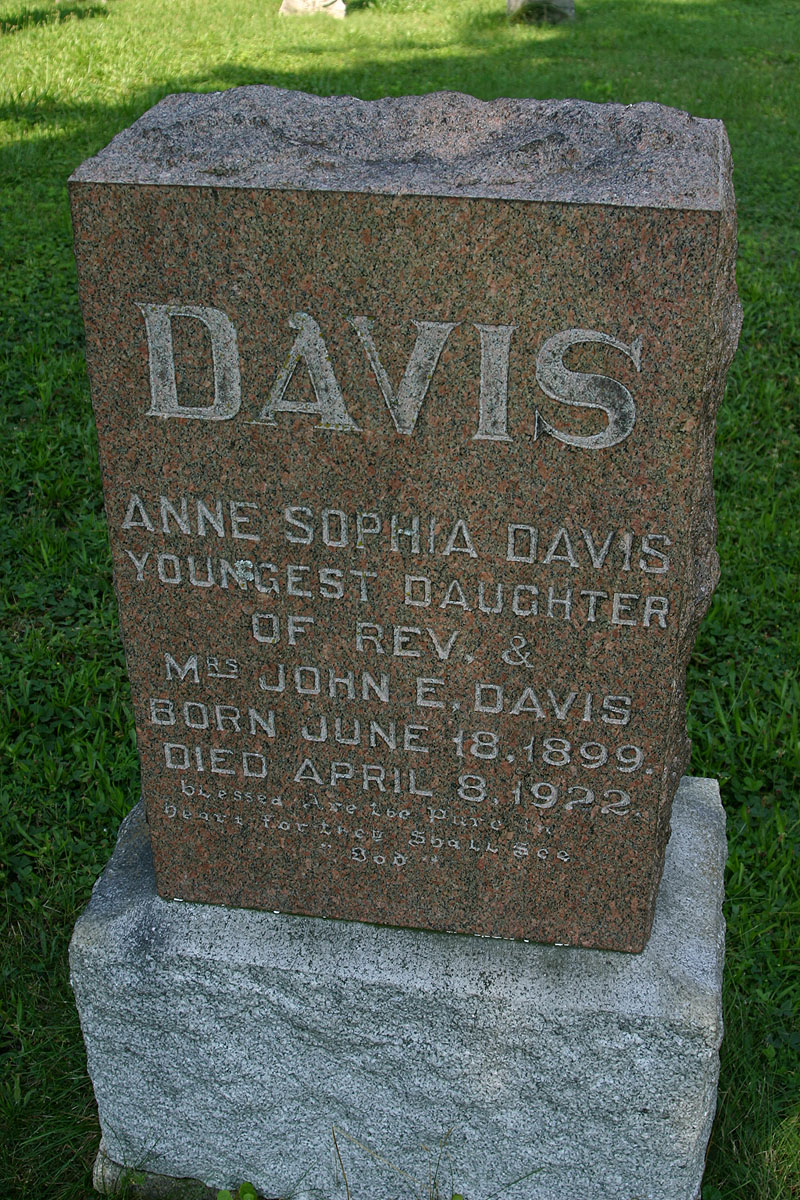 DAVIS
ANNE SOPHIA DAVIS
YOUNGEST DAUGHTER
OF REV. &
MRS JOHN E. DAVIS
BORN JUNE 18, 1899.
DIED APRIL 8, 1922.
blessed Are the Pure in
heart for they Shall See
"God"